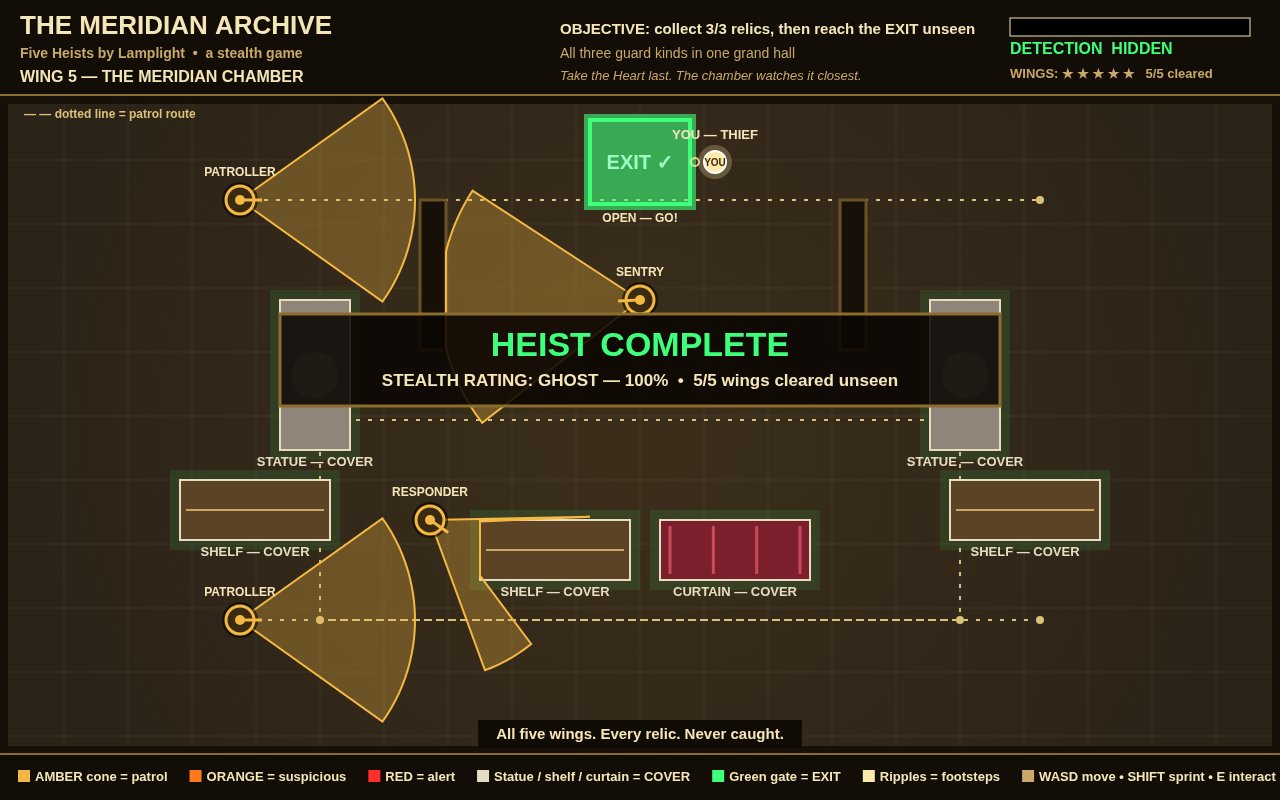 THE MERIDIAN ARCHIVE
Five Heists by Lamplight • a stealth game
WING 5 — THE MERIDIAN CHAMBER
OBJECTIVE: collect 3/3 relics, then reach the EXIT unseen
All three guard kinds in one grand hall
Take the Heart last. The chamber watches it closest.
DETECTION HIDDEN
WINGS: ★★★★★ 5/5 cleared
— — dotted line = patrol route
YOU — THIEF
EXIT ✓
YOU
PATROLLER
OPEN — GO!
SENTRY
HEIST COMPLETE
STEALTH RATING: GHOST — 100% • 5/5 wings cleared unseen
STATUE — COVER
STATUE — COVER
RESPONDER
SHELF — COVER
SHELF — COVER
PATROLLER
SHELF — COVER
CURTAIN — COVER
All five wings. Every relic. Never caught.
AMBER cone = patrol
ORANGE = suspicious
RED = alert
Statue / shelf / curtain = COVER
Green gate = EXIT
Ripples = footsteps
WASD move • SHIFT sprint • E interact